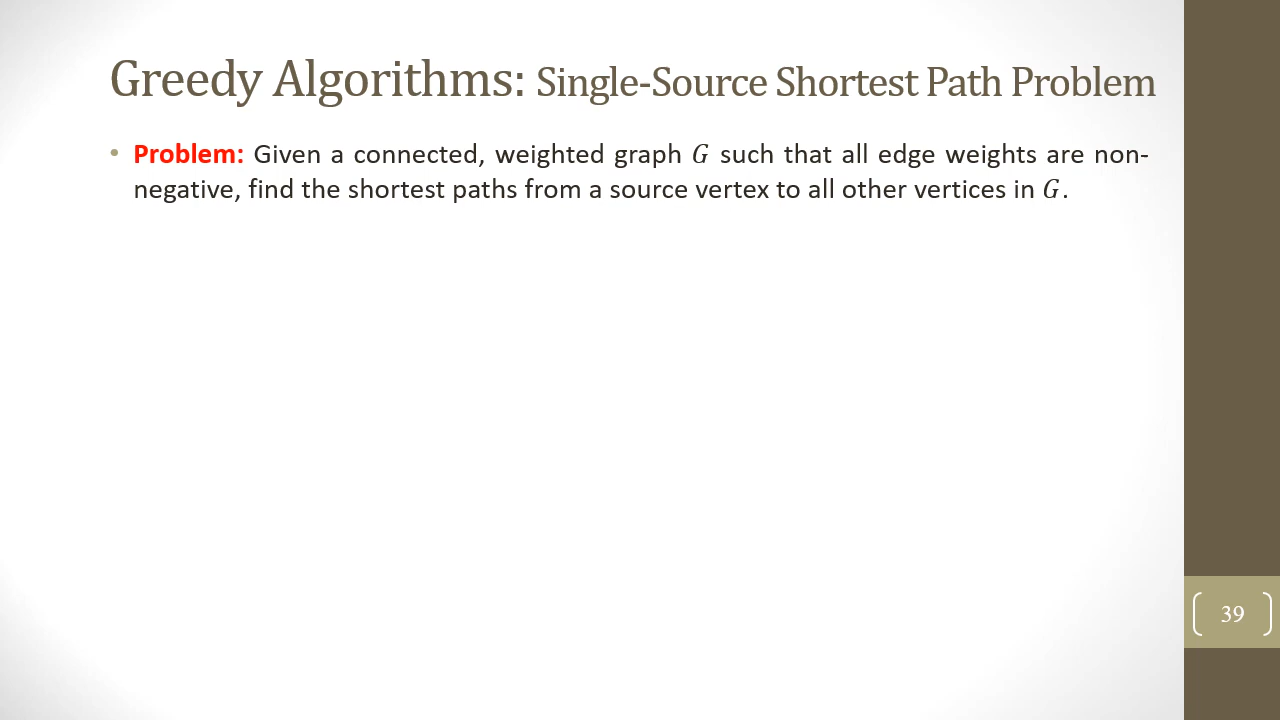 Greedy Algorithms: Single-Source Shortest Path Problem
• Problem: Given a connected, weighted graph G such that all edge weights are non-
negative, find the shortest paths from a source vertex to all other vertices in G.
39